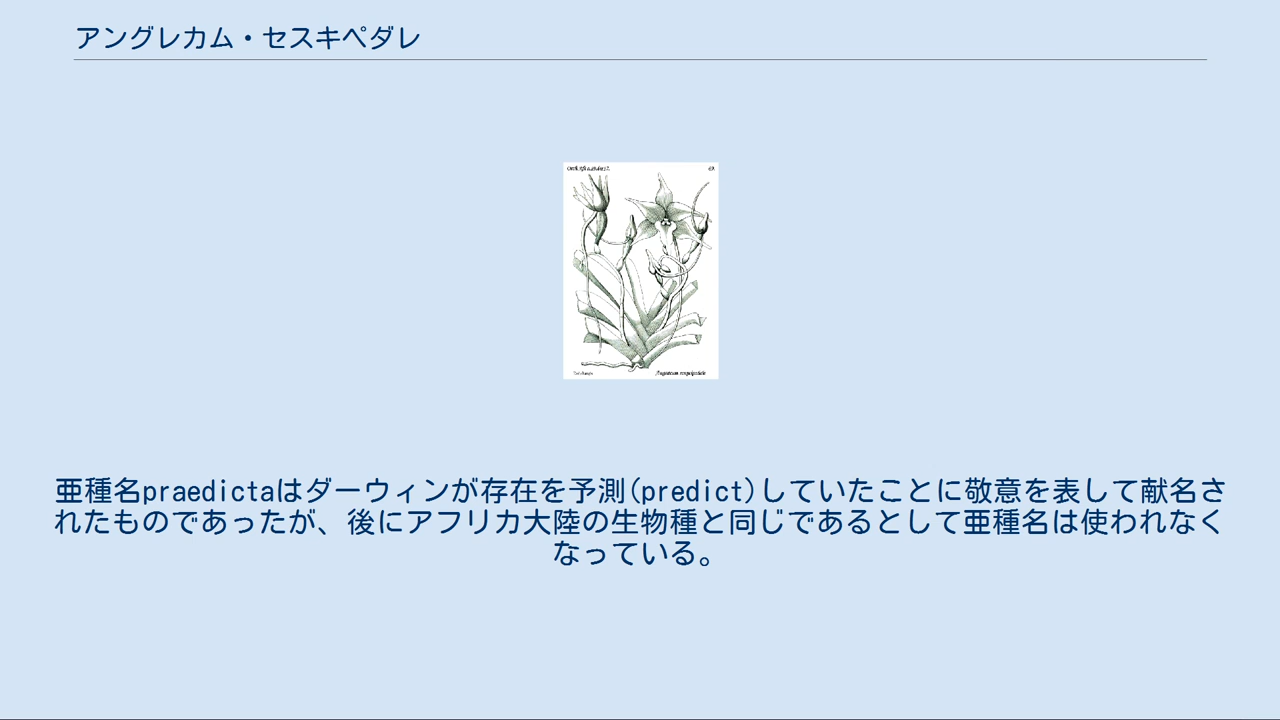 アングレカム・セスキペダレ
亜種名praedictaはダーウィンが存在を予測(predict)していたことに敬意を表して献名さ
れたものであったが、後にアフリカ大陸の生物種と同じであるとして亜種名は使われなく
なっている。